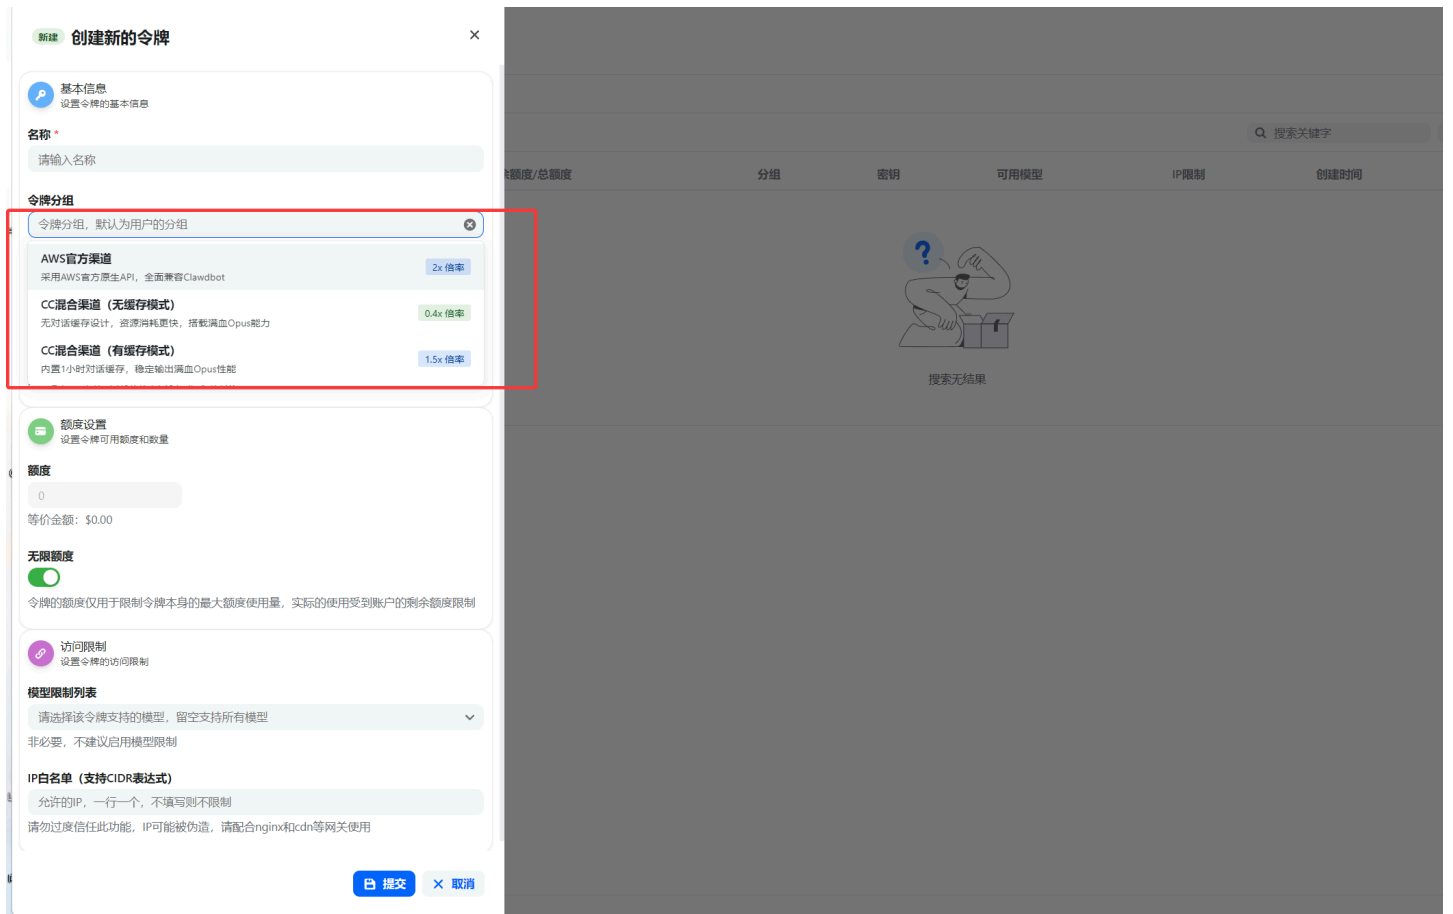 新建 创建新的令牌
基本信息
设置令牌的基本信息
名称 *
请输入名称
令牌分组
令牌分组，默认为用户的分组
AWS官方渠道
采用AWS官方原生API，全面兼容Clawdbot
2x 倍率
CC混合渠道（无缓存模式）
无对话缓存设计，资源消耗更快，搭载满血Opus能力
0.4x 倍率
CC混合渠道（有缓存模式）
内置1小时对话缓存，稳定输出满血Opus性能
1.5x 倍率
额度设置
设置令牌可用额度和数量
额度
0
等价金额：$0.00
无限额度
令牌的额度仅用于限制令牌本身的最大额度使用量，实际的使用受到账户的剩余额度限制
访问限制
设置令牌的访问限制
模型限制列表
请选择该令牌支持的模型，留空支持所有模型
非必要，不建议启用模型限制
IP白名单（支持CIDR表达式）
允许的IP，一行一个，不填写则不限制
请勿过度信任此功能，IP可能被伪造，请配合nginx和cdn等网关使用
提交 取消
搜索关键字
额度/总额度 分组 密钥 可用模型 IP限制 创建时间
搜索无结果